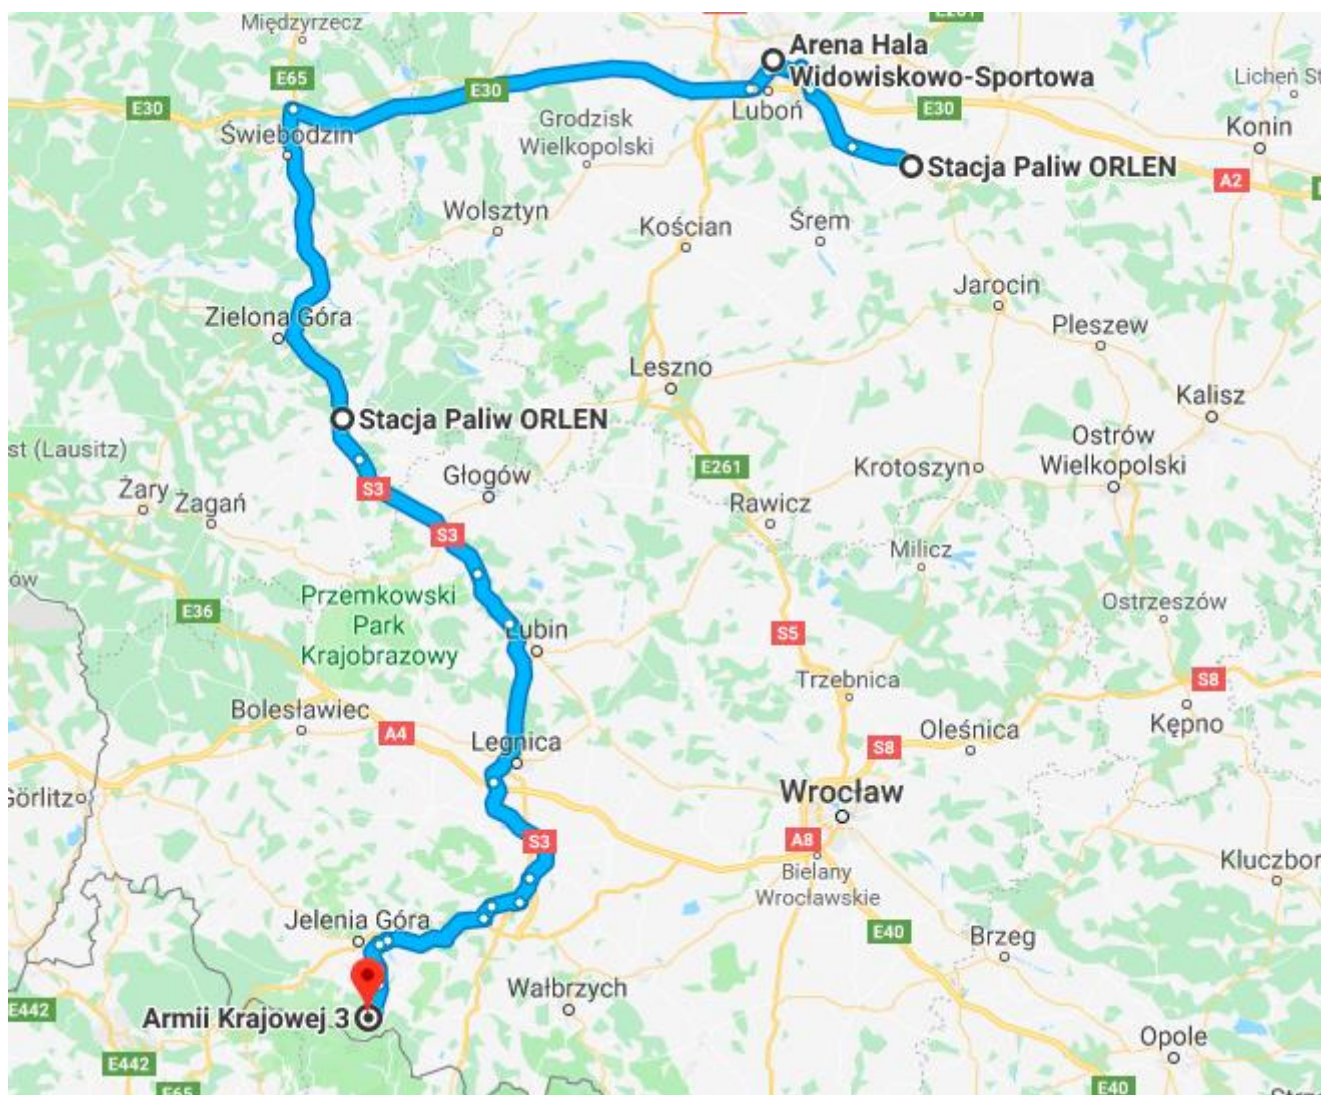 Międzyrzecz
E65
E30
E30
Świebodzin
Grodzisk
Wielkopolski
Arena Hala
Widowiskowo-Sportowa
Luboń
E30
Licheń St
Konin
Stacja Paliw ORLEN
A2
Wolsztyn
Kościan
Śrem
Jarocin
Zielona Góra
Pleszew
Leszno
Kalisz
Stacja Paliw ORLEN
st (Lausitz)
Ostrów
Wielkopolski
E261
Krotoszyn
Głogów
S3
Żary
Żagań
Rawicz
S3
Milicz
ów
E36
Przemkowski
Park
Krajobrazowy
Lubin
Ostrzeszów
S5
Trzebnica
S8
Bolesławiec
Kępno
A4
Legnica
S8
Oleśnica
Görlitz
Wrocław
S3
A8
Bielany
Wrocławskie
Kluczbor
Jelenia Góra
E40
Brzeg
Wałbrzych
E442
Armii Krajowej 3
Opole
E442
E65
E40